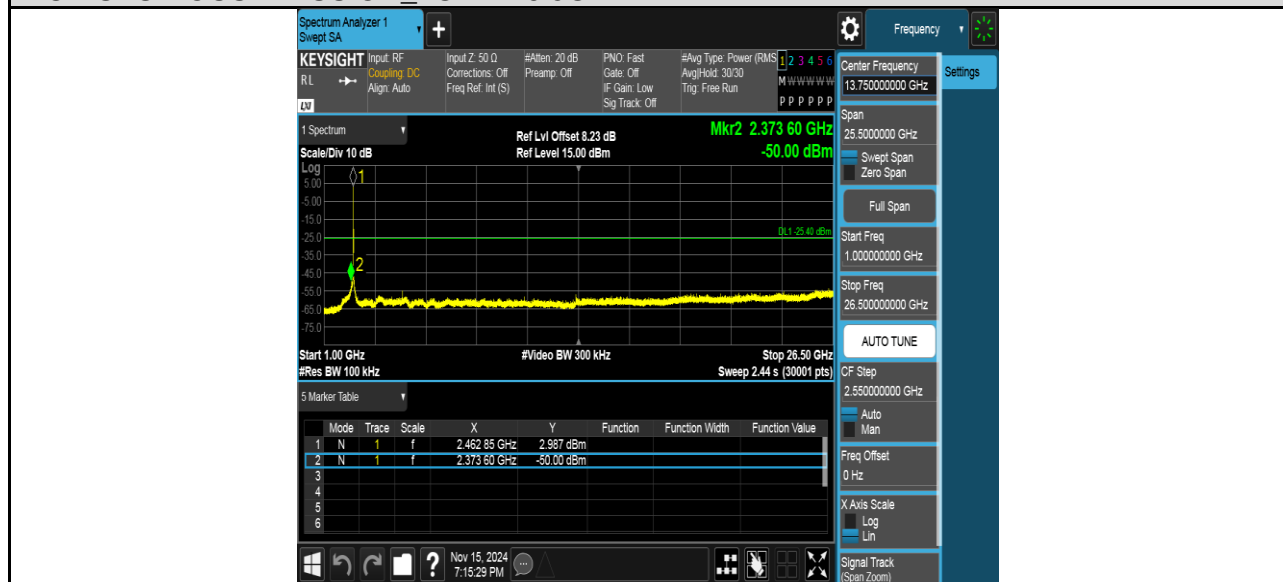 Spectrum Analyzer 1
Swept SA
Frequency
KEYSIGHT
RL
LXI
Input: RF
Coupling: DC
Align: Auto
Input Z: 50 Ω
Corrections: Off
Freq Ref: Int (S)
#Atten: 20 dB
Preamp: Off
PNO: Fast
Gate: Off
IF Gain: Low
Sig Track: Off
#Avg Type: Power (RMS
Avg|Hold: 30/30
Trig: Free Run
1 2 3 4 5 6
M W W W W W
P P P P P P
Center Frequency
13.750000000 GHz
Settings
1 Spectrum
Scale/Div 10 dB
Ref Lvl Offset 8.23 dB
Ref Level 15.00 dBm
Mkr2 2.373 60 GHz
-50.00 dBm
Log
5.00
-5.00
-15.0
-25.0
-35.0
-45.0
-55.0
-65.0
-75.0
1
2
DL1 -25.40 dBm
Start 1.00 GHz
#Res BW 100 kHz
#Video BW 300 kHz
Stop 26.50 GHz
Sweep 2.44 s (30001 pts)
Span
25.5000000 GHz
Swept Span
Zero Span
Full Span
Start Freq
1.000000000 GHz
Stop Freq
26.500000000 GHz
AUTO TUNE
CF Step
2.550000000 GHz
Auto
Man
Freq Offset
0 Hz
X Axis Scale
Log
Lin
Signal Track
(Span Zoom)
5 Marker Table
Mode Trace Scale X Y Function Function Width Function Value
1 N 1 f 2.462 85 GHz 2.987 dBm
2 N 1 f 2.373 60 GHz -50.00 dBm
3
4
5
6
?
Nov 15, 2024
7:15:29 PM